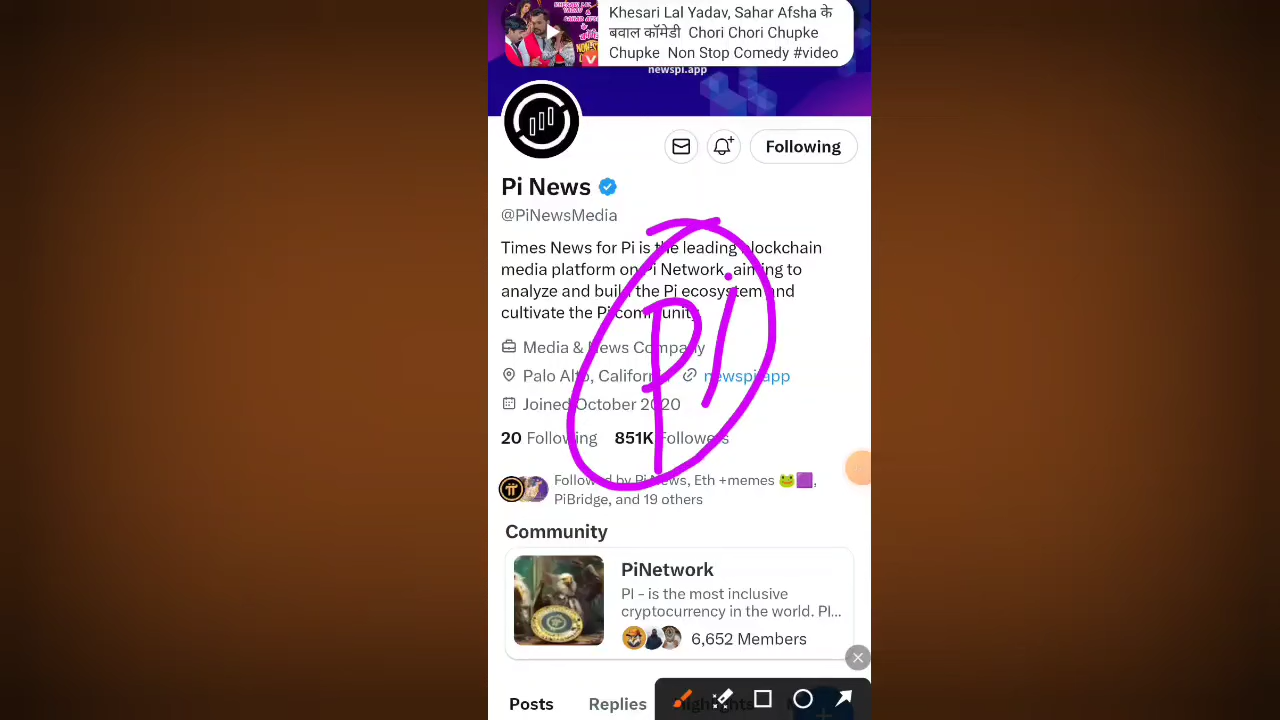 Khesari Lal Yadav, Sahar Afsha के
बवाल कॉमेडी Chori Chori Chupke
Chupke Non Stop Comedy #video
newspi.app
Following
Pi News
@PiNewsMedia
Times News for Pi is the leading blockchain
media platform on Pi Network, aiming to
analyze and build the Pi ecosystem and
cultivate the Pi community
Pi
Media & News Company
Palo Alto, California newspi.app
Joined October 2020
20 Following 851K Followers
Followed by Pi News, Eth +memes 🐸🟪,
PiBridge, and 19 others
Community
PiNetwork
PI - is the most inclusive
cryptocurrency in the world. PI...
6,652 Members
Posts Replies Highlights